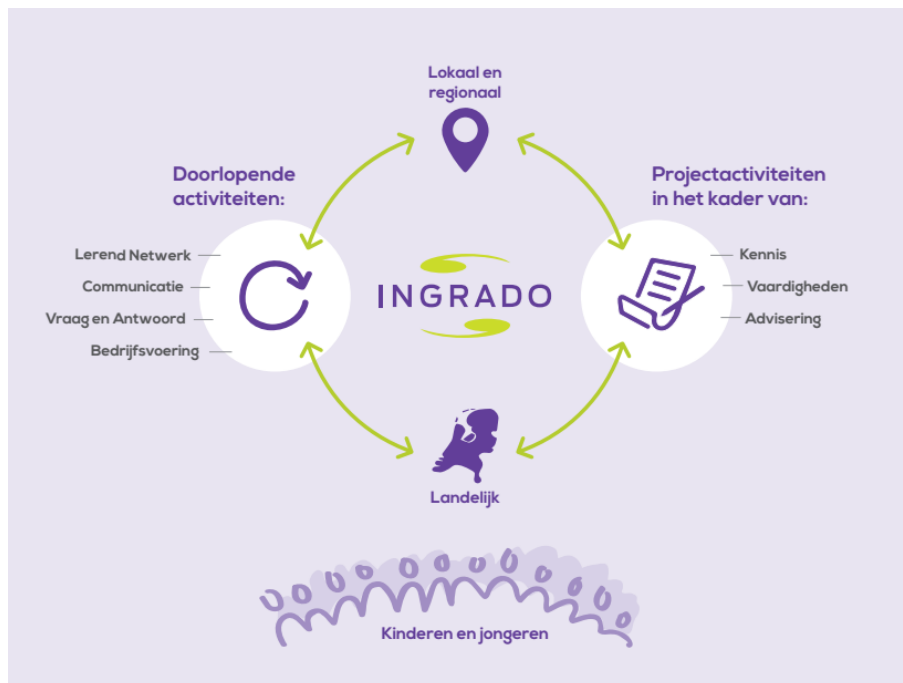 Lokaal en
regionaal
Doorlopende
activiteiten:
Projectactiviteiten
in het kader van:
Lerend Netwerk
Communicatie
Vraag en Antwoord
Bedrijfsvoering
INGRADO
Kennis
Vaardigheden
Advisering
Landelijk
Kinderen en jongeren